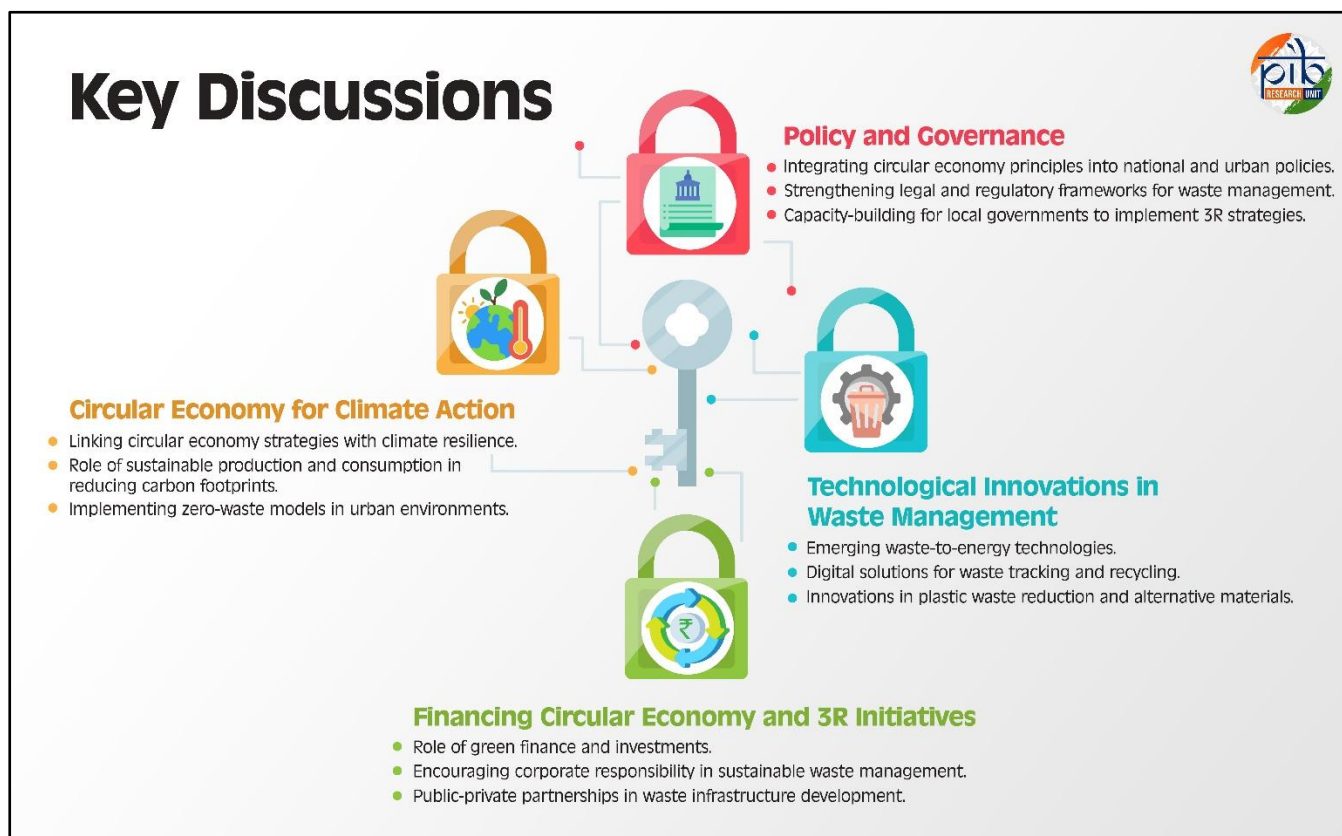 Key Discussions
pib
RESEARCH UNIT
Policy and Governance
Integrating circular economy principles into national and urban policies.
Strengthening legal and regulatory frameworks for waste management.
Capacity-building for local governments to implement 3R strategies.
Circular Economy for Climate Action
Linking circular economy strategies with climate resilience.
Role of sustainable production and consumption in
reducing carbon footprints.
Implementing zero-waste models in urban environments.
Technological Innovations in
Waste Management
Emerging waste-to-energy technologies.
Digital solutions for waste tracking and recycling.
Innovations in plastic waste reduction and alternative materials.
₹
Financing Circular Economy and 3R Initiatives
Role of green finance and investments.
Encouraging corporate responsibility in sustainable waste management.
Public-private partnerships in waste infrastructure development.